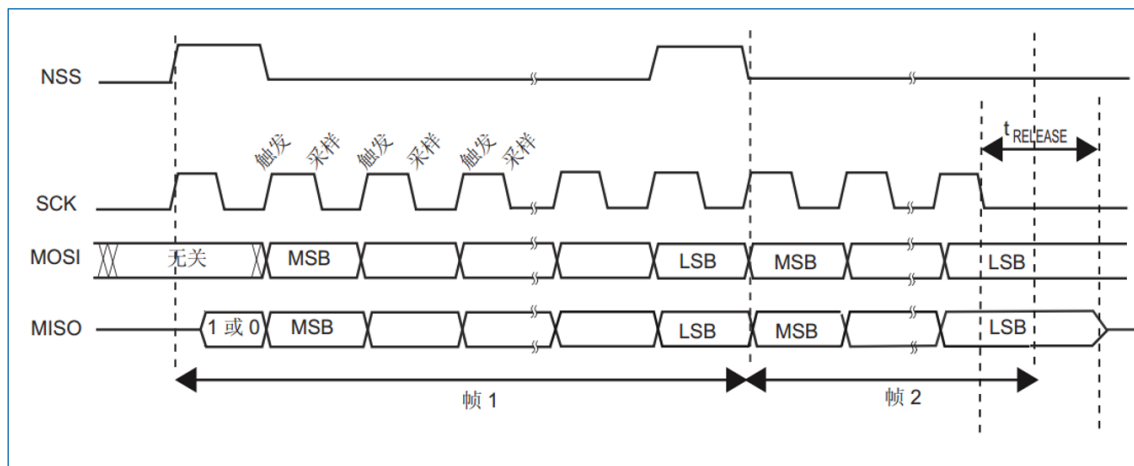 NSS
触发 采样 触发 采样 触发 采样
t RELEASE
SCK
MOSI 无关 MSB LSB MSB LSB
MISO 1 或 0 MSB LSB MSB LSB
帧 1 帧 2